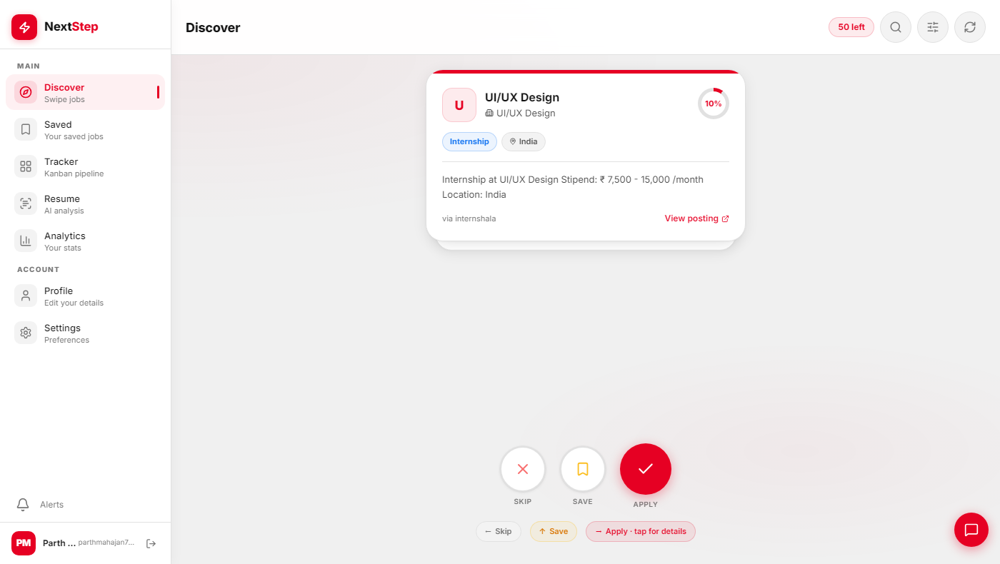 NextStep
MAIN
Discover
Swipe jobs
Saved
Your saved jobs
Tracker
Kanban pipeline
Resume
AI analysis
Analytics
Your stats
ACCOUNT
Profile
Edit your details
Settings
Preferences
Alerts
PM
Parth ... parthmahajan7...
Discover
50 left
U
UI/UX Design
UI/UX Design
10%
Internship
India
Internship at UI/UX Design Stipend: ₹ 7,500 - 15,000 /month
Location: India
via internshala
View posting
SKIP
SAVE
APPLY
← Skip
↑ Save
→ Apply · tap for details